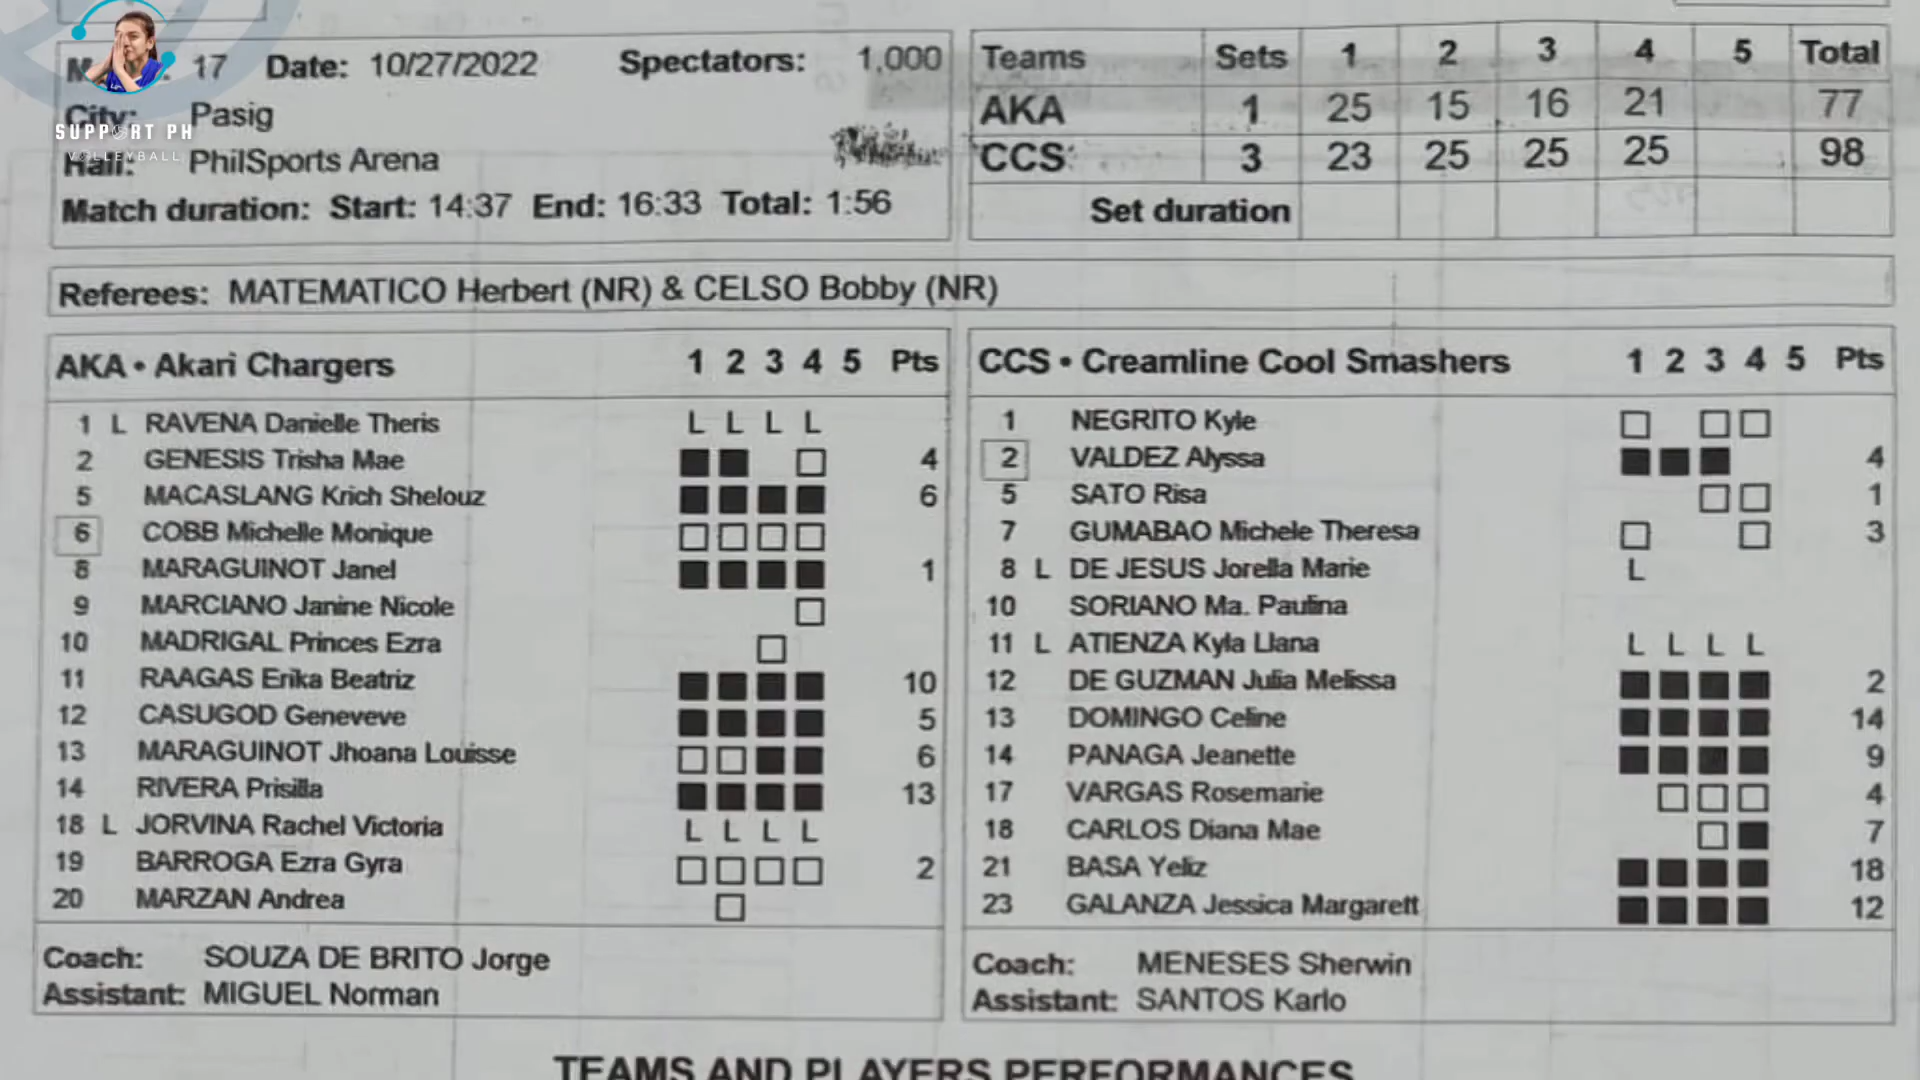 17 Date: 10/27/2022 Spectators: 1,000
City: Pasig
SUPPORT PH
VOLLEYBALL
Hall: PhilSports Arena
Match duration: Start: 14:37 End: 16:33 Total: 1:56
Teams Sets 1 2 3 4 5 Total
AKA 1 25 15 16 21 77
CCS 3 23 25 25 25 98
Set duration
Referees: MATEMATICO Herbert (NR) & CELSO Bobby (NR)
AKA • Akari Chargers 1 2 3 4 5 Pts
1 L RAVENA Danielle Theris L L L L
2 GENESIS Trisha Mae 4
5 MACASLANG Krich Shelouz 6
6 COBB Michelle Monique
8 MARAGUINOT Janel 1
9 MARCIANO Janine Nicole
10 MADRIGAL Princes Ezra
11 RAAGAS Erika Beatriz 10
12 CASUGOD Geneveve 5
13 MARAGUINOT Jhoana Louisse 6
14 RIVERA Prisilla 13
18 L JORVINA Rachel Victoria L L L L
19 BARROGA Ezra Gyra 2
20 MARZAN Andrea
Coach: SOUZA DE BRITO Jorge
Assistant: MIGUEL Norman
CCS • Creamline Cool Smashers 1 2 3 4 5 Pts
1 NEGRITO Kyle
2 VALDEZ Alyssa 4
5 SATO Risa 1
7 GUMABAO Michele Theresa 3
8 L DE JESUS Jorella Marie L
10 SORIANO Ma. Paulina
11 L ATIENZA Kyla Llana L L L L
12 DE GUZMAN Julia Melissa 2
13 DOMINGO Celine 14
14 PANAGA Jeanette 9
17 VARGAS Rosemarie 4
18 CARLOS Diana Mae 7
21 BASA Yeliz 18
23 GALANZA Jessica Margarett 12
Coach: MENESES Sherwin
Assistant: SANTOS Karlo
TEAMS AND PLAYERS PERFORMANCES